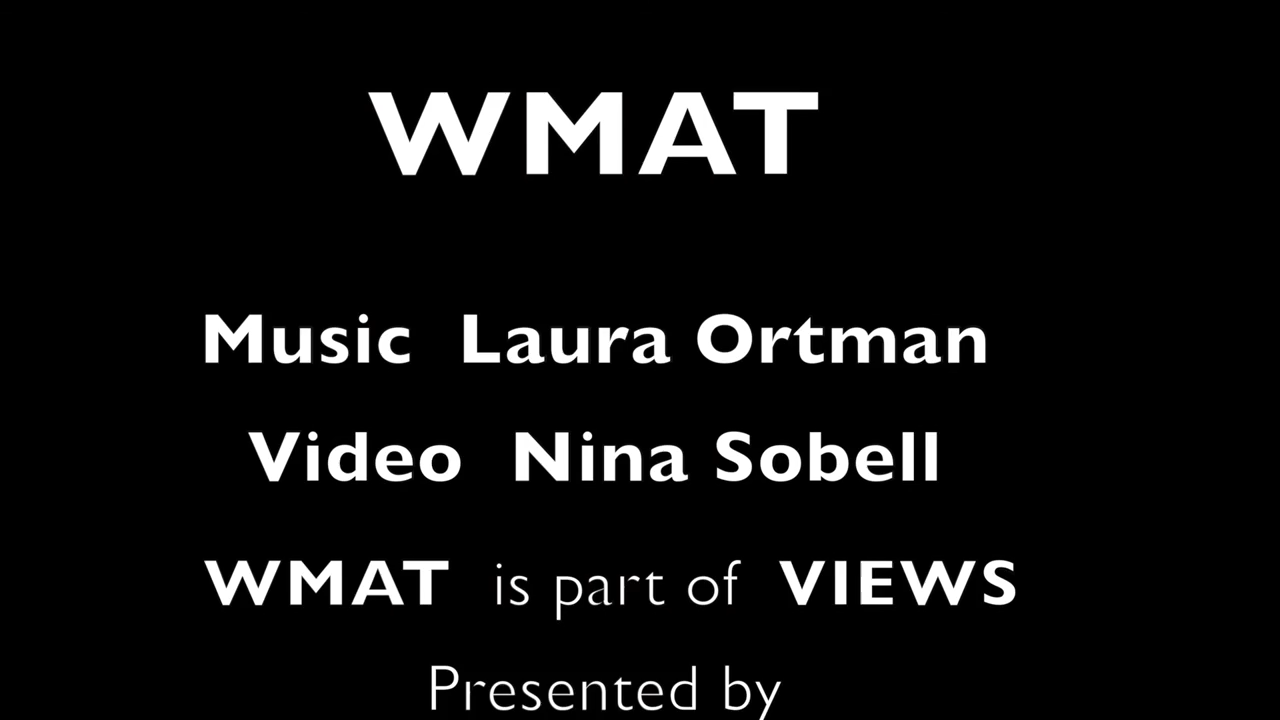 WMAT
Music Laura Ortman
Video Nina Sobell
WMAT is part of VIEWS
Presented by